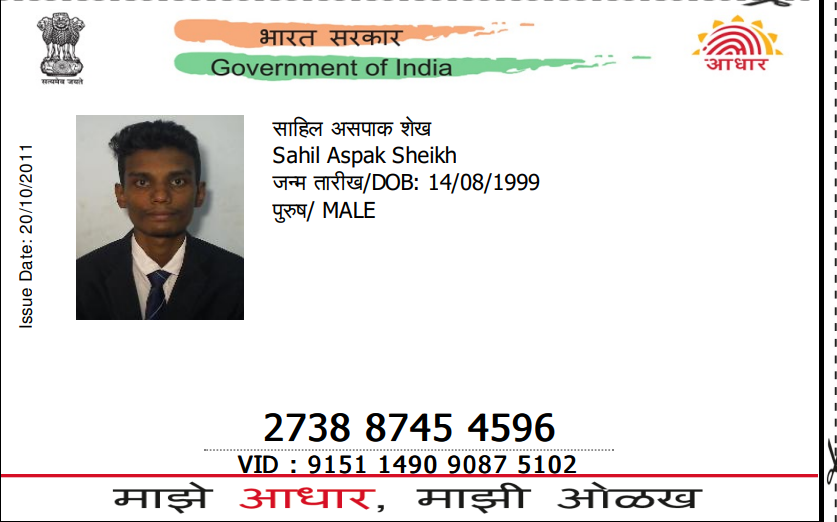 भारत सरकार
Government of India
सत्यमेव जयते
आधार
Issue Date: 20/10/2011
साहिल असपाक शेख
Sahil Aspak Sheikh
जन्म तारीख/DOB: 14/08/1999
पुरुष/ MALE
2738 8745 4596
VID : 9151 1490 9087 5102
माझे आधार, माझी ओळख